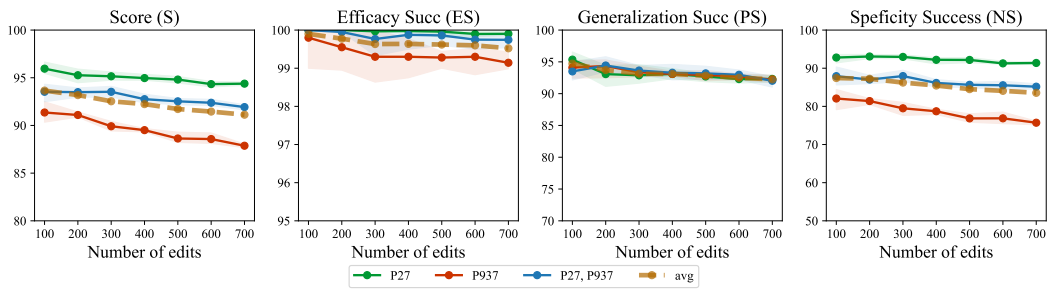 Score (S)
100
95
90
85
80
100 200 300 400 500 600 700
Number of edits
Efficacy Succ (ES)
100
99
98
97
96
95
100 200 300 400 500 600 700
Number of edits
Generalization Succ (PS)
100
95
90
85
80
75
70
100 200 300 400 500 600 700
Number of edits
Speficity Success (NS)
100
90
80
70
60
50
100 200 300 400 500 600 700
Number of edits
P27 P937 P27, P937 avg